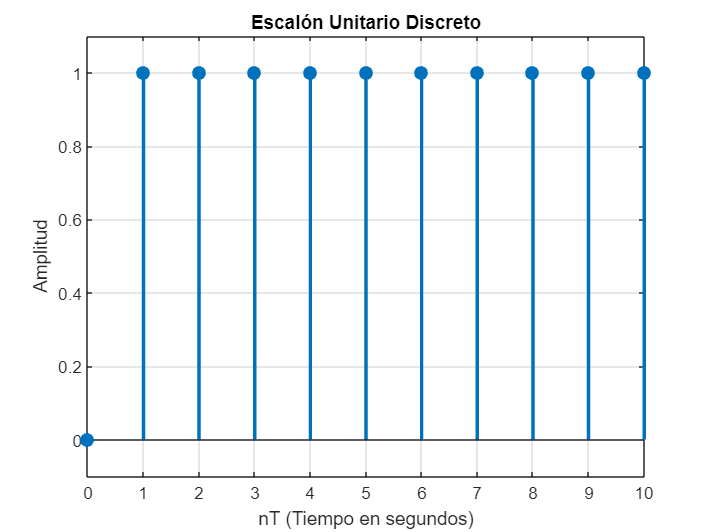 Escalón Unitario Discreto
Amplitud
1
0.8
0.6
0.4
0.2
0
0 1 2 3 4 5 6 7 8 9 10
nT (Tiempo en segundos)